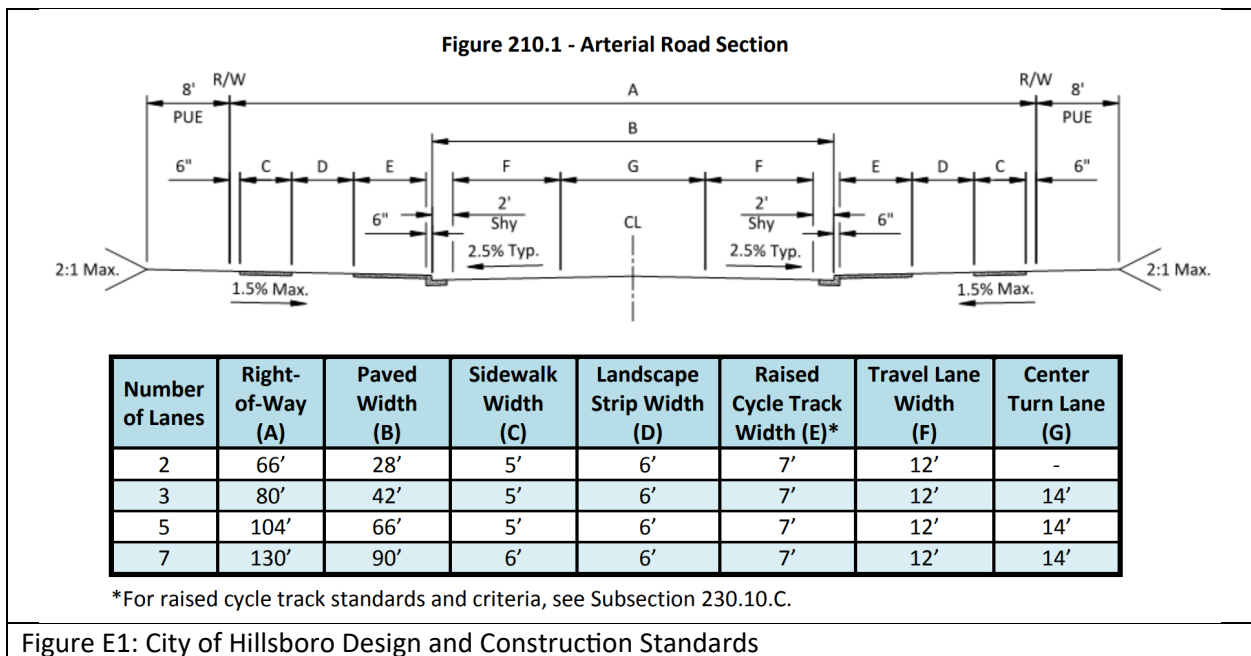 Figure 210.1 - Arterial Road Section
R/W
R/W
8'
A
8'
PUE
PUE
B
6"
C
D
E
F
G
F
E
D
C
6"
2'
2'
6"
Shy
CL
Shy
6"
2.5% Typ.
2.5% Typ.
2:1 Max.
2:1 Max.
1.5% Max.
1.5% Max.
Number of Lanes
Right-of-Way (A)
Paved Width (B)
Sidewalk Width (C)
Landscape Strip Width (D)
Raised Cycle Track Width (E)*
Travel Lane Width (F)
Center Turn Lane (G)
2 66’ 28’ 5’ 6’ 7’ 12’ -
3 80’ 42’ 5’ 6’ 7’ 12’ 14’
5 104’ 66’ 5’ 6’ 7’ 12’ 14’
7 130’ 90’ 6’ 6’ 7’ 12’ 14’
*For raised cycle track standards and criteria, see Subsection 230.10.C.
Figure E1: City of Hillsboro Design and Construction Standards